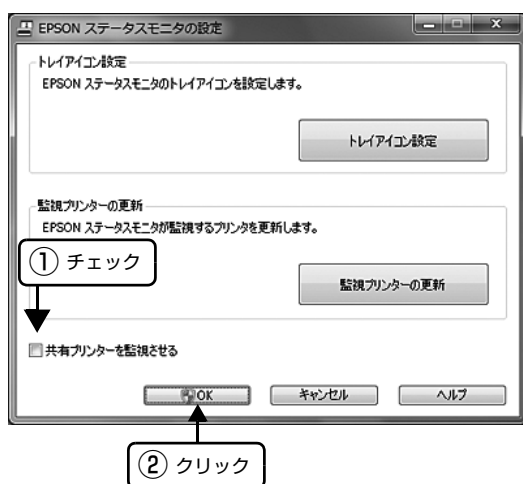 EPSON ステータスモニタの設定
トレイアイコン設定
EPSON ステータスモニタのトレイアイコンを設定します。
トレイアイコン設定
監視プリンターの更新
EPSON ステータスモニタが監視するプリンタを更新します。
① チェック
監視プリンターの更新
共有プリンターを監視させる
OK キャンセル ヘルプ
② クリック